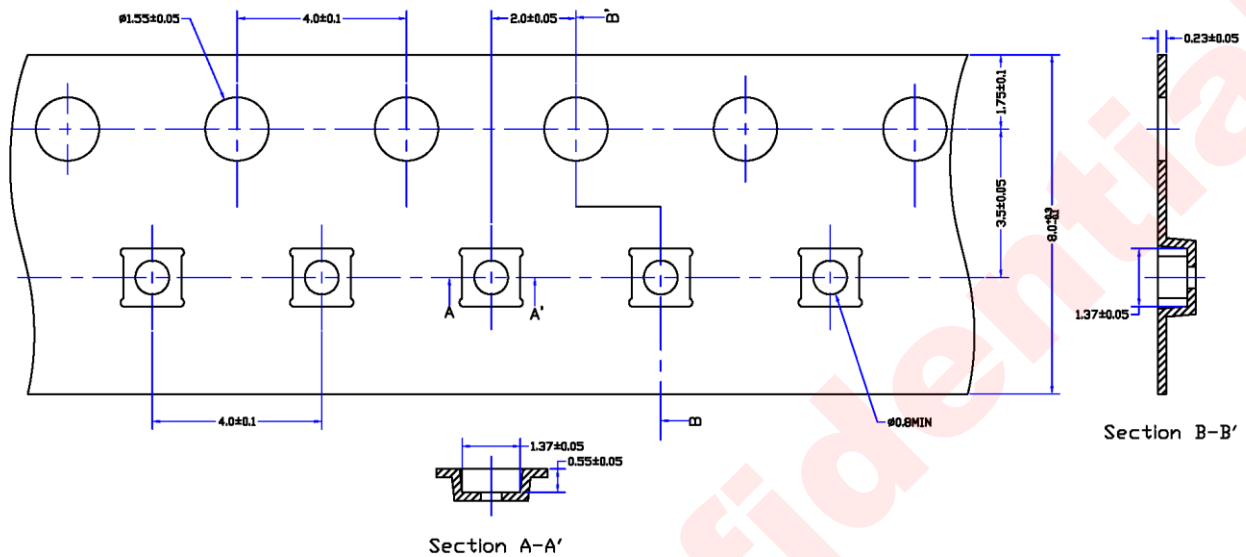 ø1.55±0.05
4.0±0.1
2.0±0.05
B'
0.23±0.05
1.75±0.1
3.5±0.05
1.37±0.05
A
A'
4.0±0.1
B
ø0.8MIN
Section B-B'
1.37±0.05
0.55±0.05
Section A-A'
fidentia